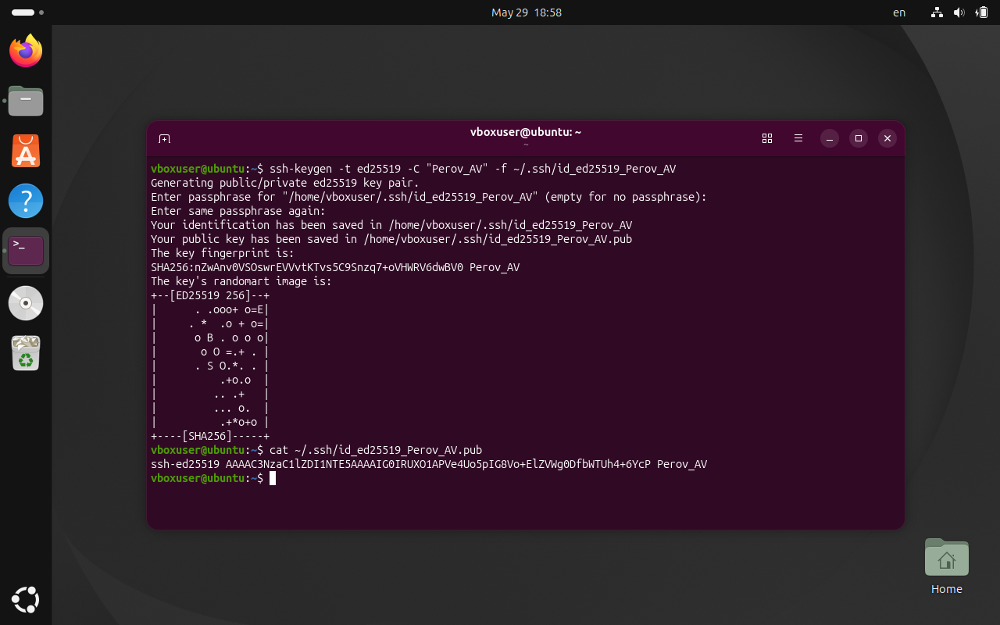 May 29 18:58
en
vboxuser@ubuntu: ~
~
vboxuser@ubuntu:~$ ssh-keygen -t ed25519 -C "Perov_AV" -f ~/.ssh/id_ed25519_Perov_AV
Generating public/private ed25519 key pair.
Enter passphrase for "/home/vboxuser/.ssh/id_ed25519_Perov_AV" (empty for no passphrase):
Enter same passphrase again:
Your identification has been saved in /home/vboxuser/.ssh/id_ed25519_Perov_AV
Your public key has been saved in /home/vboxuser/.ssh/id_ed25519_Perov_AV.pub
The key fingerprint is:
SHA256:nZwAnv0VSOswrEVVvtKTvs5C9Snzq7+oVHWRV6dwBV0 Perov_AV
The key's randomart image is:
+--[ED25519 256]--+
|      . .ooo+ o=E|
|     . *  .o + o=|
|      o B . o o o|
|       o O =.+ . |
|      . S O.*. . |
|          .+o.o  |
|         .. .+   |
|         ... o.  |
|          .+*o+o |
+----[SHA256]-----+
vboxuser@ubuntu:~$ cat ~/.ssh/id_ed25519_Perov_AV.pub
ssh-ed25519 AAAAC3NzaC1lZDI1NTE5AAAAIG0IRUXO1APVe4Uo5pIG8Vo+ElZVWg0DfbWTUh4+6YcP Perov_AV
vboxuser@ubuntu:~$
Home